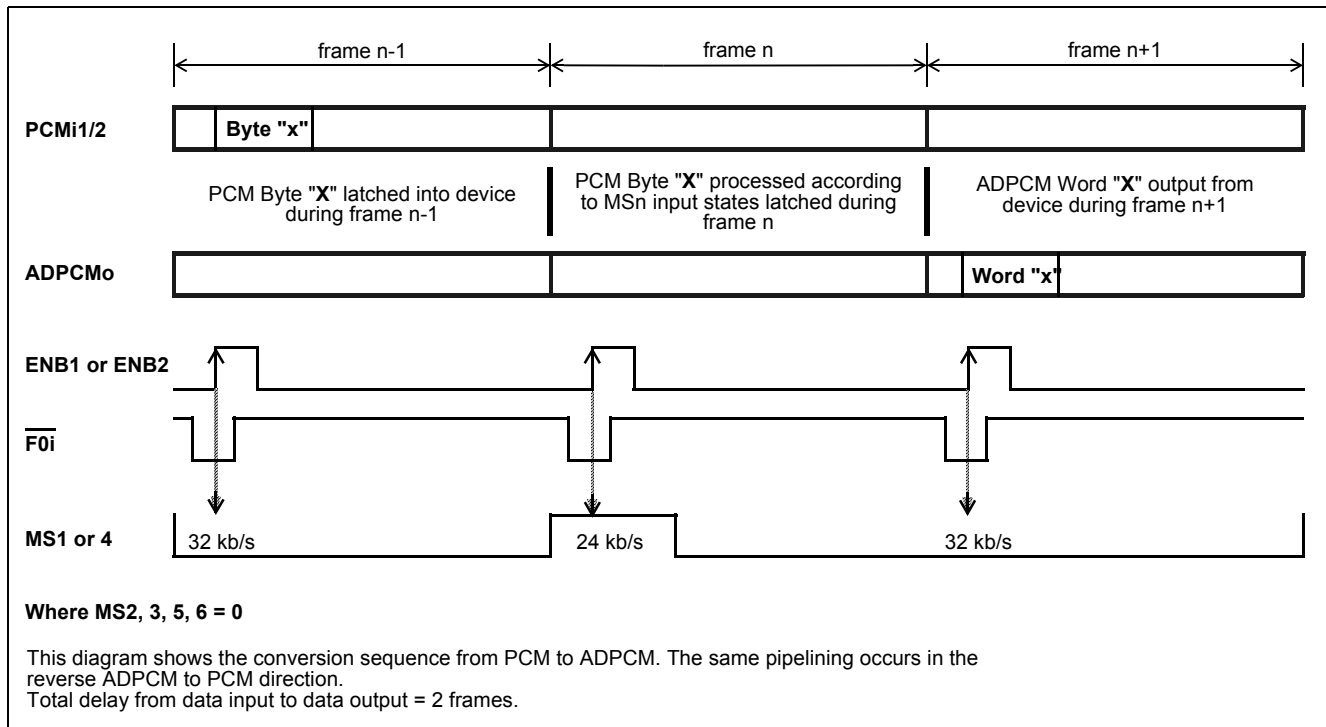 frame n-1
frame n
frame n+1
PCMi1/2
Byte "x"
PCM Byte "X" latched into device
during frame n-1
PCM Byte "X" processed according
to MSn input states latched during
frame n
ADPCM Word "X" output from
device during frame n+1
ADPCMo
Word "x"
ENB1 or ENB2
F0i
MS1 or 4
32 kb/s
24 kb/s
32 kb/s
Where MS2, 3, 5, 6 = 0
This diagram shows the conversion sequence from PCM to ADPCM. The same pipelining occurs in the
reverse ADPCM to PCM direction.
Total delay from data input to data output = 2 frames.